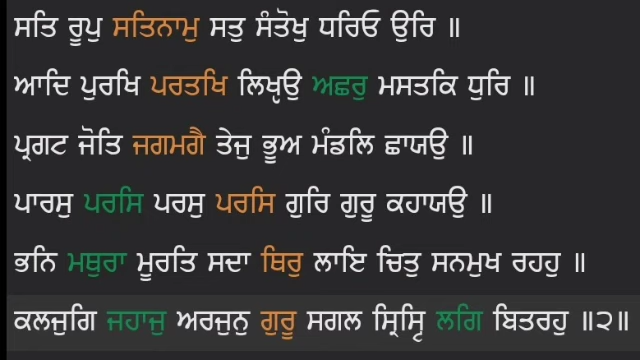 ਸਤਿ ਰੂਪੁ ਸਤਿਨਾਮੁ ਸਤੁ ਸੰਤੋਖੁ ਧਰਿਓ ਉਰਿ ॥
ਆਦਿ ਪੁਰਖਿ ਪਰਤਖਿ ਲਿਖੵਉ ਅਛਰੁ ਮਸਤਕਿ ਧੁਰਿ ॥
ਪ੍ਰਗਟ ਜੋਤਿ ਜਗਮਗੈ ਤੇਜੁ ਭੂਅ ਮੰਡਲਿ ਛਾਯਉ ॥
ਪਾਰਸੁ ਪਰਸਿ ਪਰਸੁ ਪਰਸਿ ਗੁਰਿ ਗੁਰੂ ਕਹਾਯਉ ॥
ਭਨਿ ਮਥੁਰਾ ਮੂਰਤਿ ਸਦਾ ਥਿਰੁ ਲਾਇ ਚਿਤੁ ਸਨਮੁਖ ਰਹਹੁ ॥
ਕਲਜੁਗਿ ਜਹਾਜੁ ਅਰਜੁਨੁ ਗੁਰੂ ਸਗਲ ਸ੍ਰਿਸ੍ਟਿ ਲਗਿ ਬਿਤਰਹੁ ॥੨॥